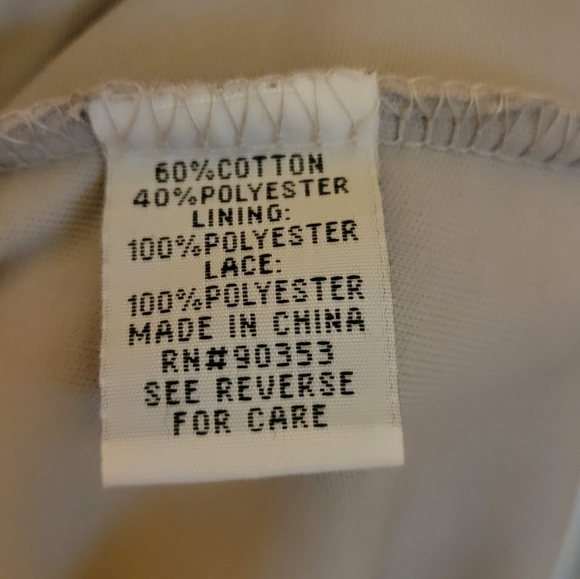 60%COTTON
40%POLYESTER
LINING:
100%POLYESTER
LACE:
100%POLYESTER
MADE IN CHINA
RN#90353
SEE REVERSE
FOR CARE